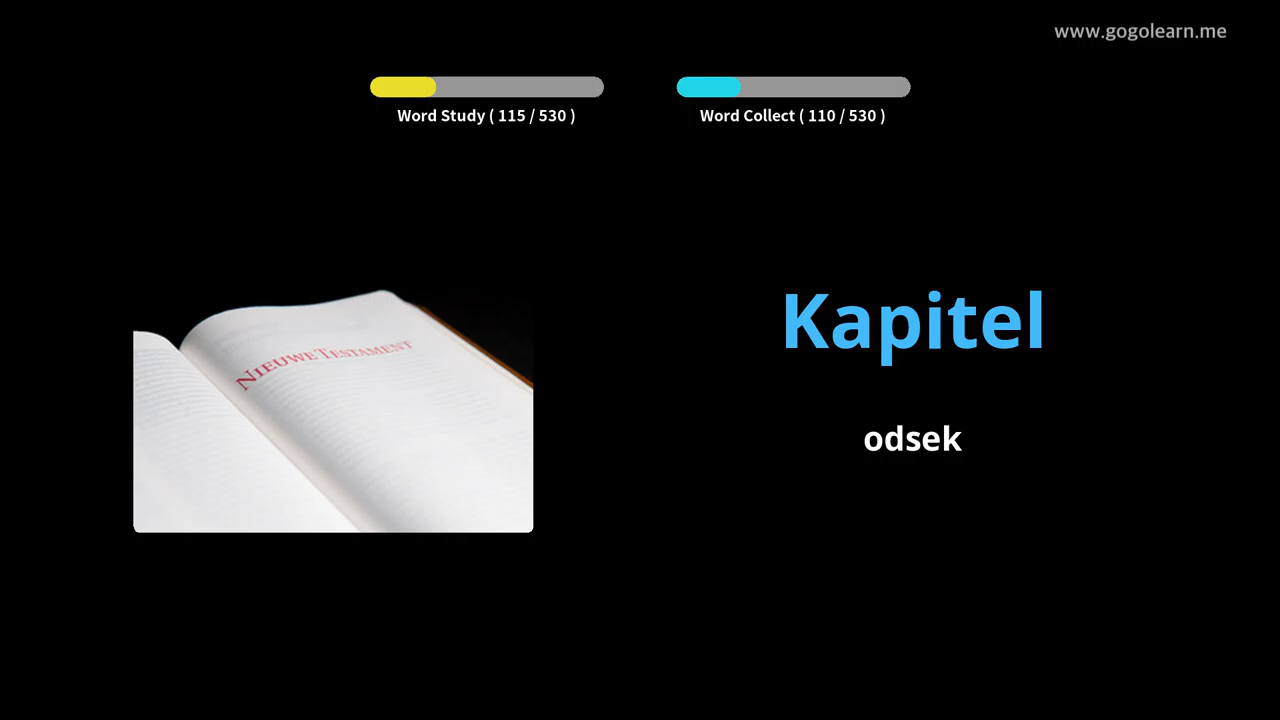 www.gogolearn.me
Word Study ( 115 / 530 )
Word Collect ( 110 / 530 )
NIEUWE TESTAMENT
Kapitel
odsek